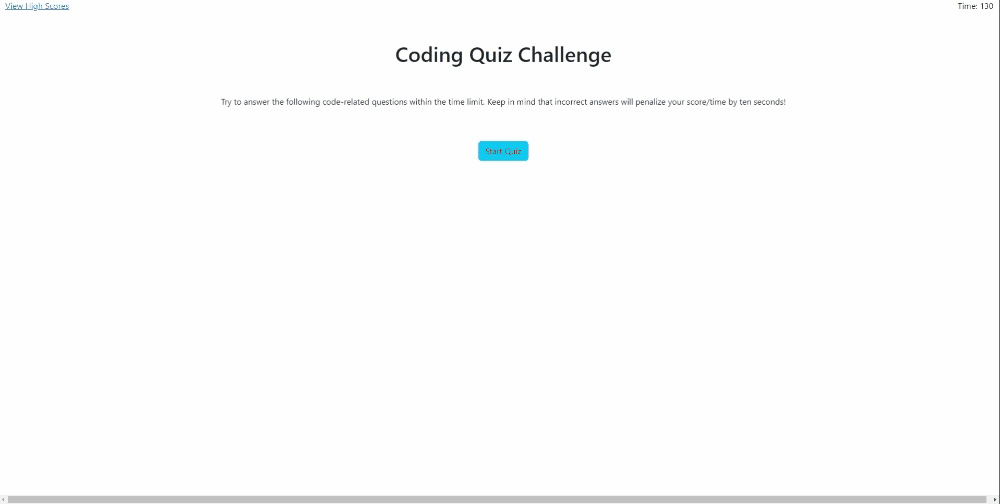 View High Scores
Time: 130
Coding Quiz Challenge
Try to answer the following code-related questions within the time limit. Keep in mind that incorrect answers will penalize your score/time by ten seconds!
Start Quiz